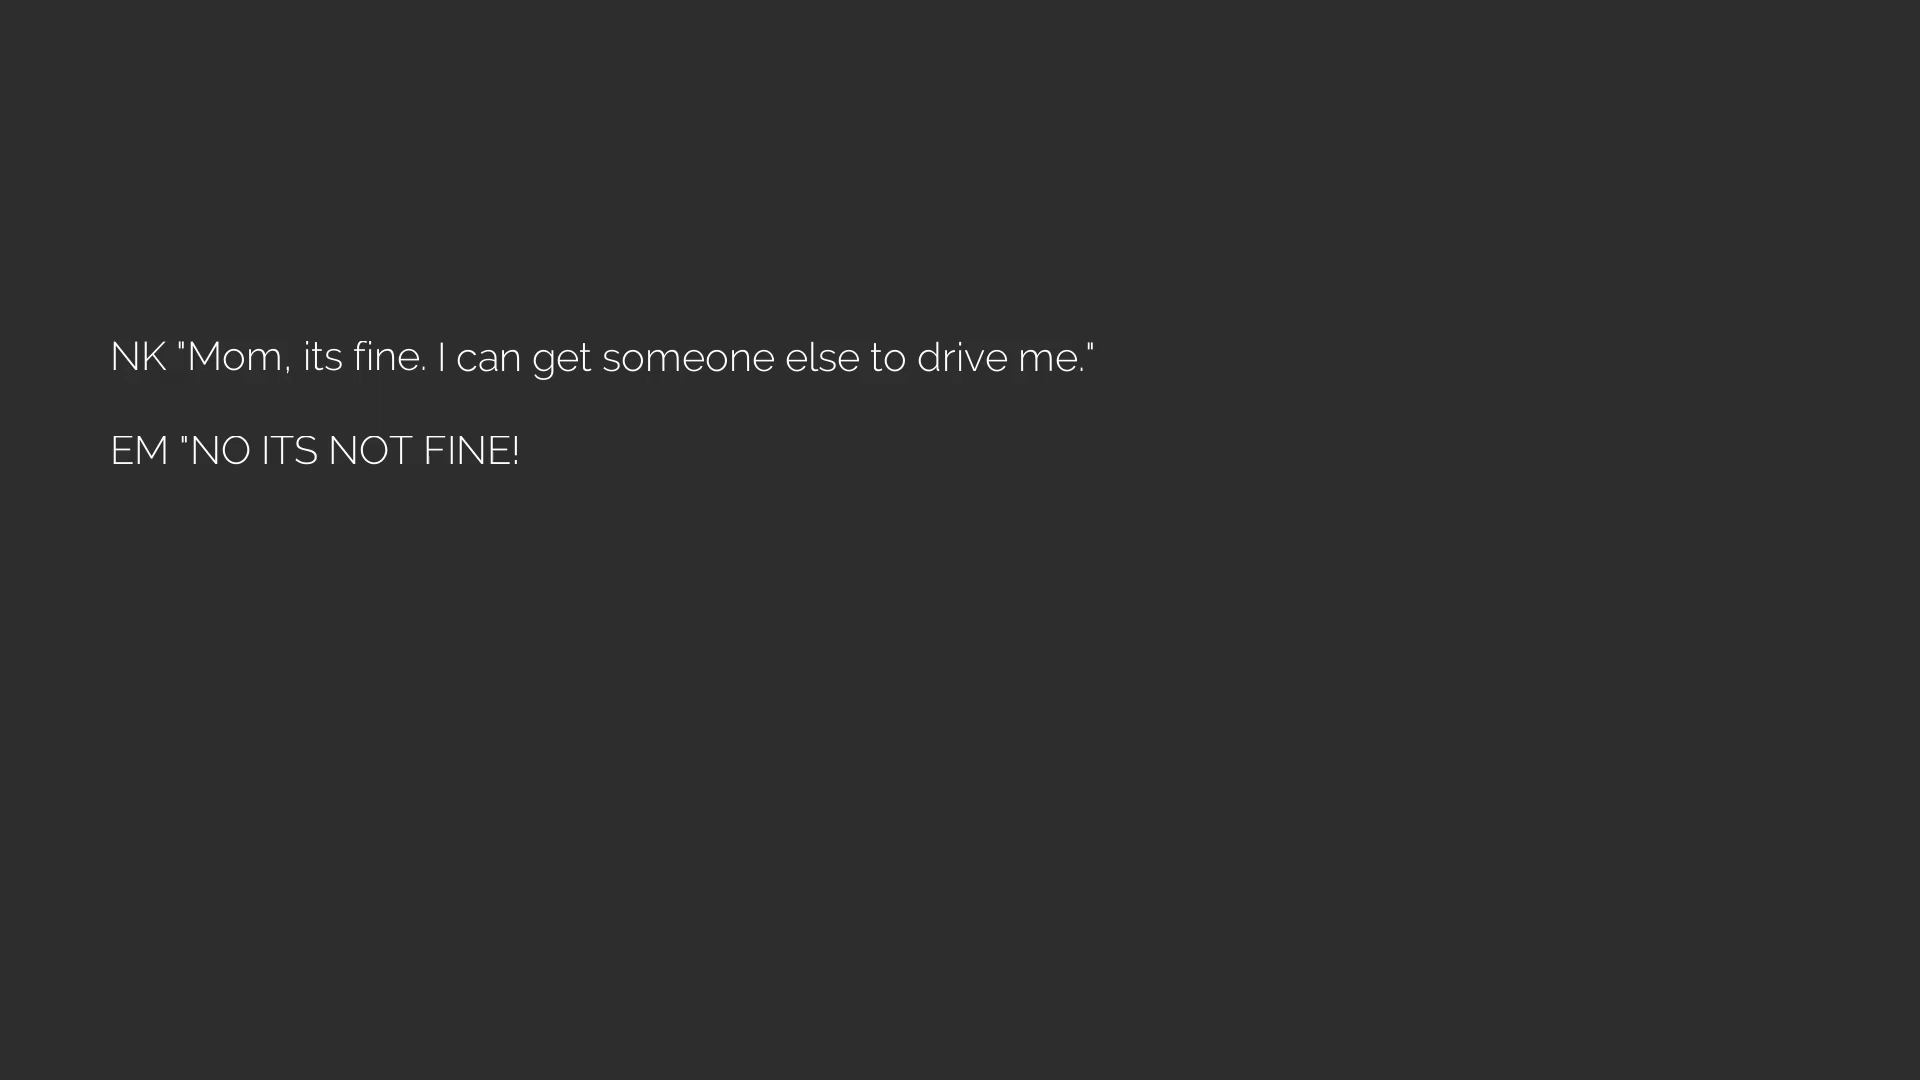 NK "Mom, its fine. I can get someone else to drive me."
EM "NO ITS NOT FINE!